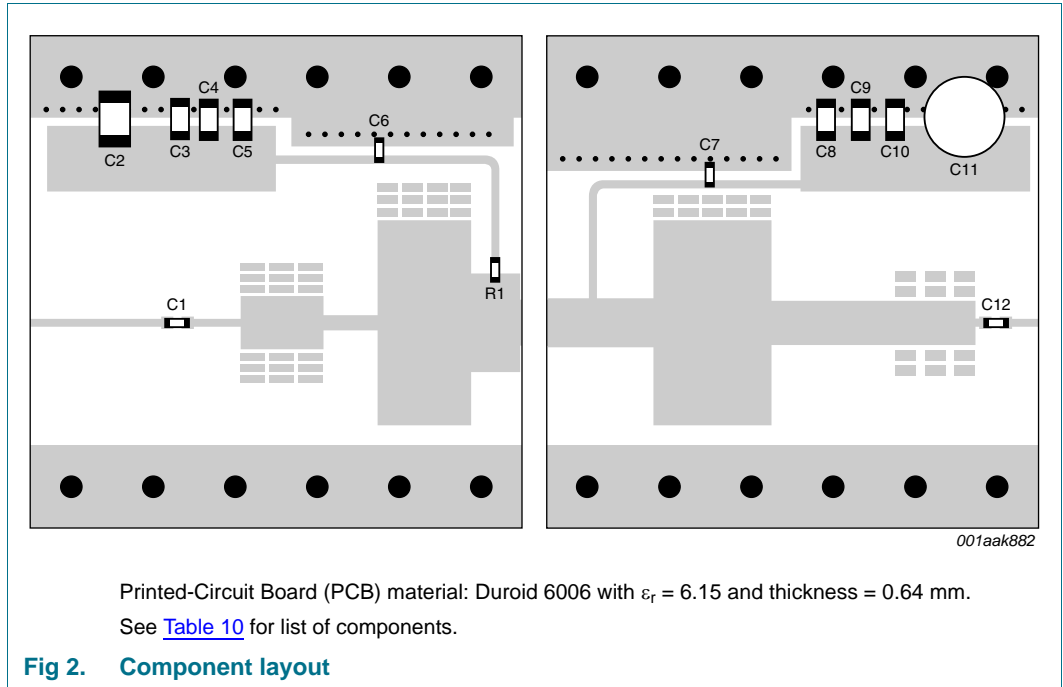 C4
C2
C3
C5
C6
R1
C1
C9
C7
C8
C10
C11
C12
001aak882
Printed-Circuit Board (PCB) material: Duroid 6006 with εr = 6.15 and thickness = 0.64 mm.
See Table 10 for list of components.
Fig 2. Component layout